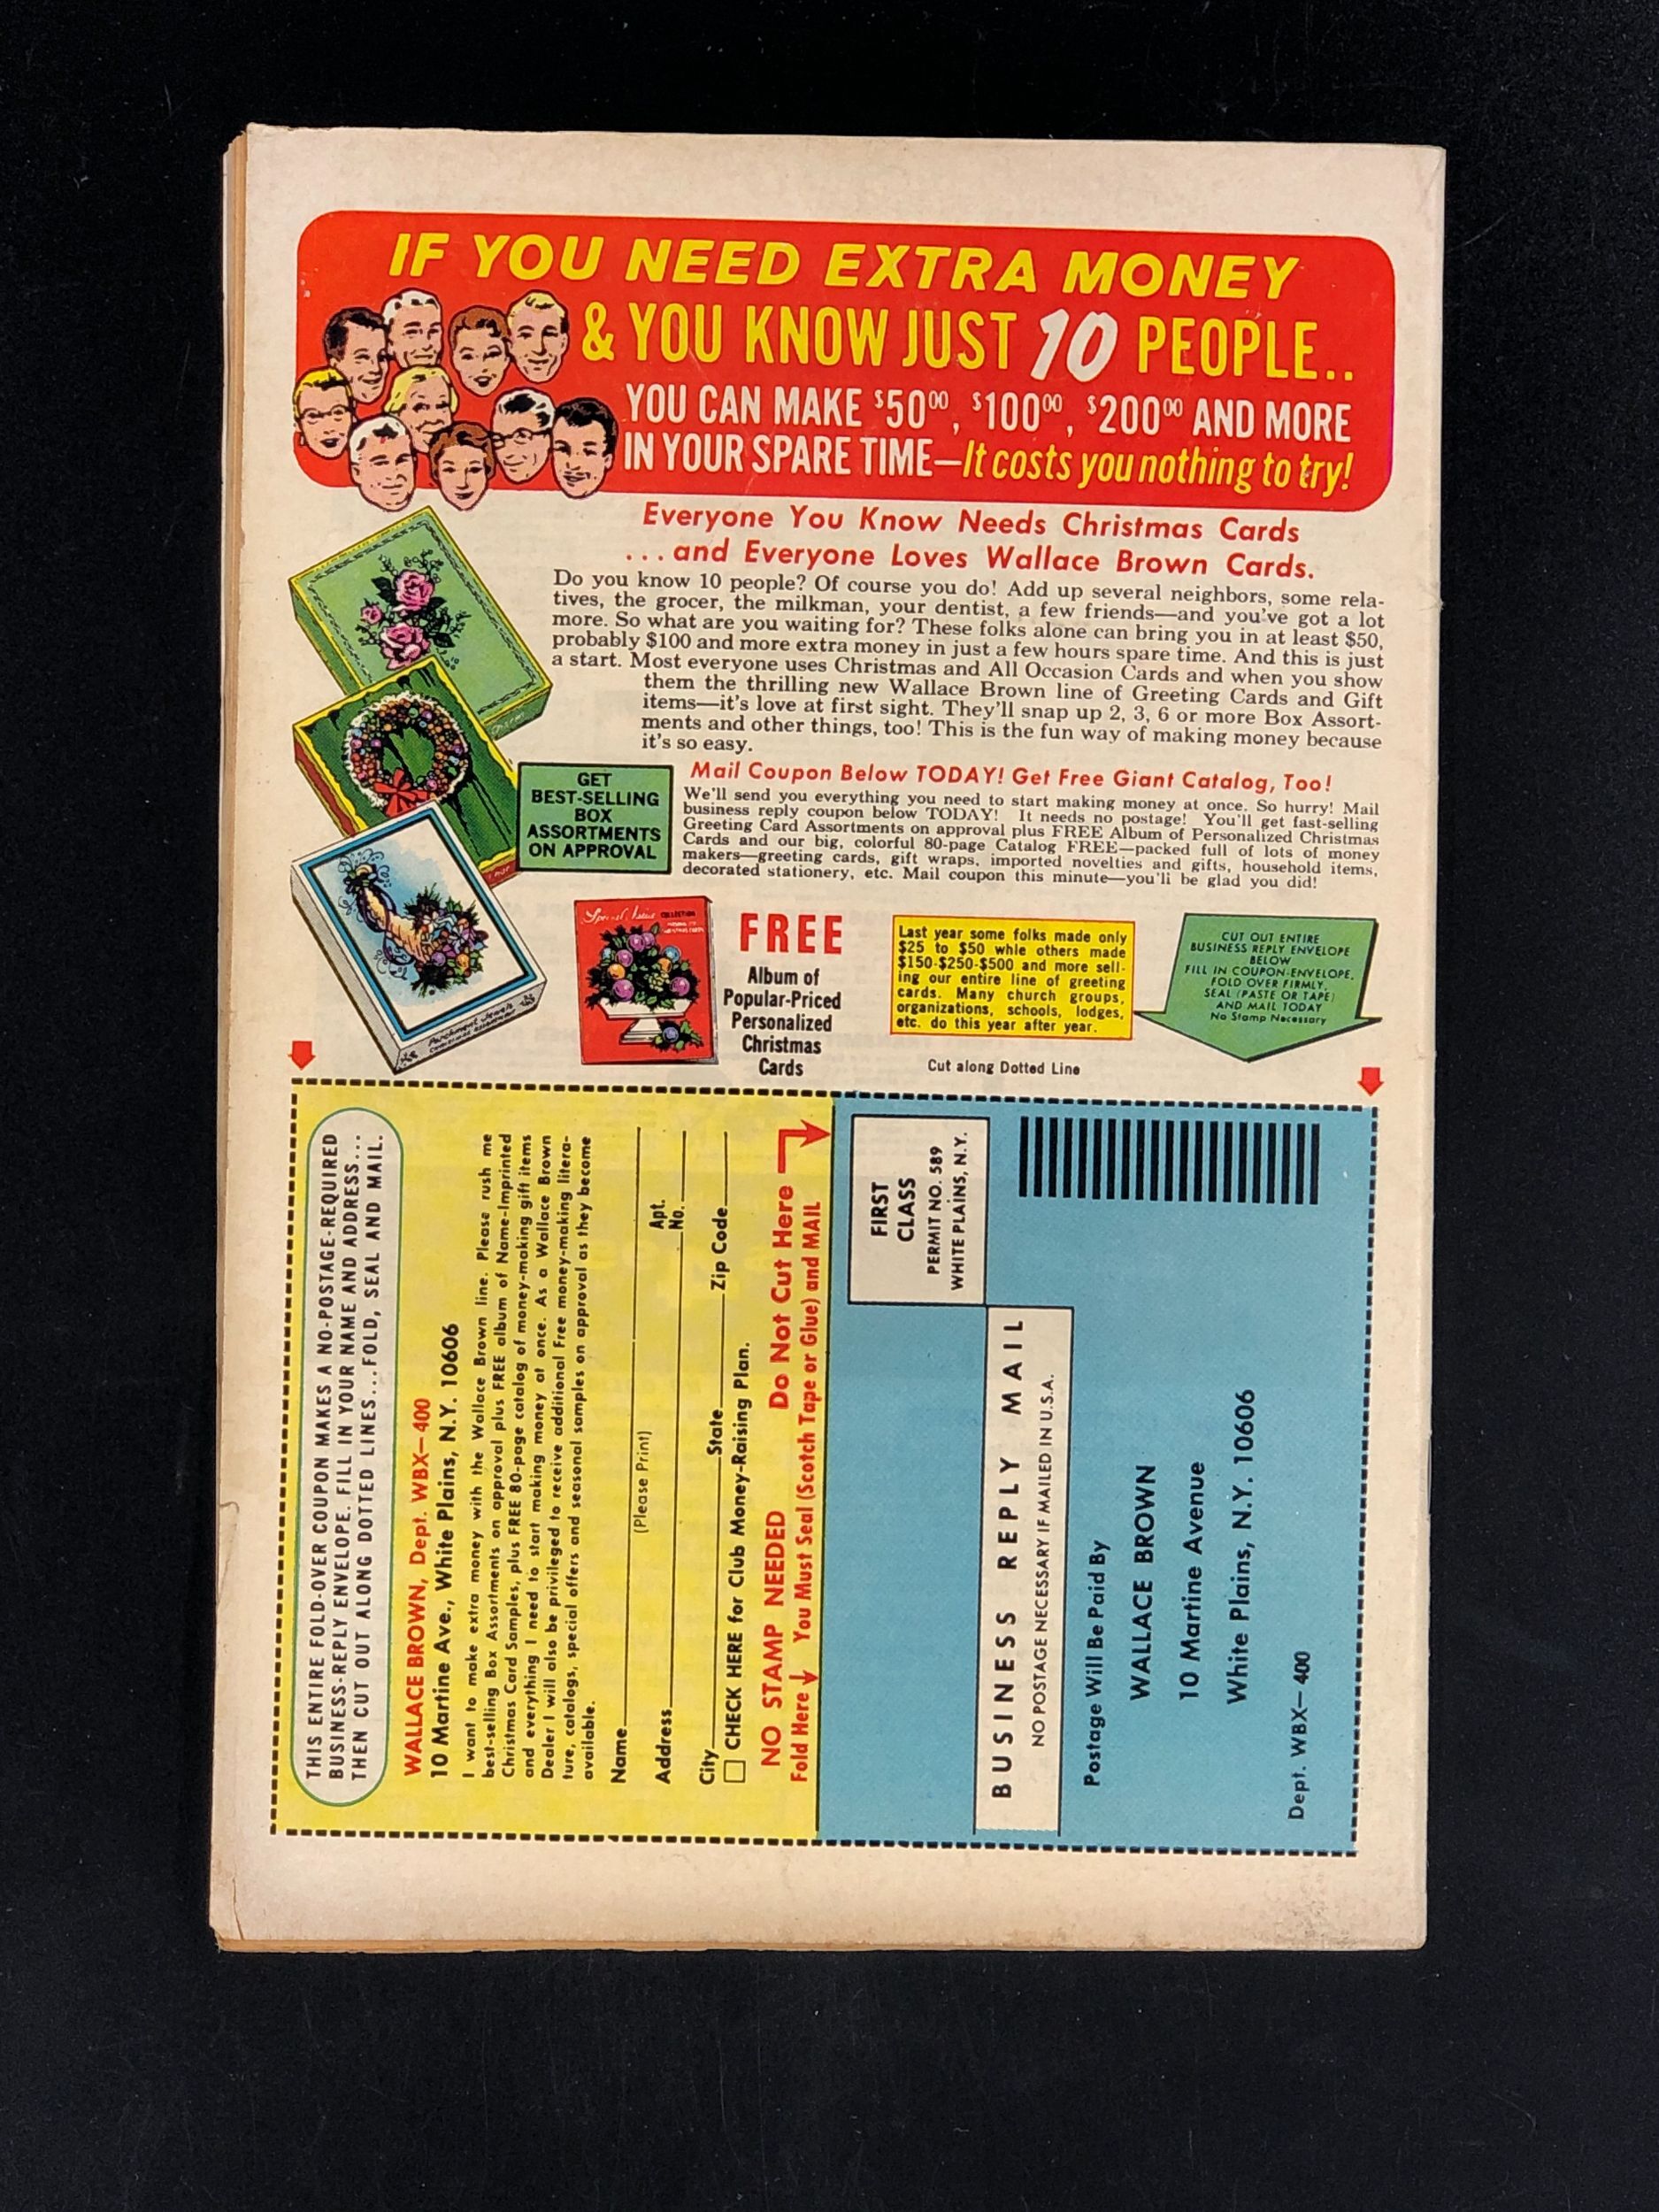 IF YOU NEED EXTRA MONEY
& YOU KNOW JUST 10 PEOPLE..
YOU CAN MAKE $50⁰⁰, $100⁰⁰, $200⁰⁰ AND MORE
IN YOUR SPARE TIME—It costs you nothing to try!
Everyone You Know Needs Christmas Cards
...and Everyone Loves Wallace Brown Cards.
Do you know 10 people? Of course you do! Add up several neighbors, some rela-
tives, the grocer, the milkman, your dentist, a few friends—and you've got a lot
more. So what are you waiting for? These folks alone can bring you in at least $50,
probably $100 and more extra money in just a few hours spare time. And this is just
a start. Most everyone uses Christmas and All Occasion Cards and when you show
them the thrilling new Wallace Brown line of Greeting Cards and Gift
items—it's love at first sight. They'll snap up 2, 3, 6 or more Box Assort-
ments and other things, too! This is the fun way of making money because
it's so easy.
GET
BEST-SELLING
BOX
ASSORTMENTS
ON APPROVAL
Mail Coupon Below TODAY! Get Free Giant Catalog, Too!
We'll send you everything you need to start making money at once. So hurry! Mail
business reply coupon below TODAY! It needs no postage! You'll get fast-selling
Greeting Card Assortments on approval plus FREE Album of Personalized Christmas
Cards and our big, colorful 80-page Catalog FREE—packed full of lots of money
makers—greeting cards, gift wraps, imported novelties and gifts, household items,
decorated stationery, etc. Mail coupon this minute—you'll be glad you did!
Parchment Jewels
Special Issue COLLECTION
FREE
Album of
Popular-Priced
Personalized
Christmas
Cards
Last year some folks made only
$25 to $50 whle others made
$150-$250-$500 and more sell-
ing our entire line of greeting
cards. Many church groups,
organizations, schools, lodges,
etc. do this year after year.
Cut along Dotted Line
CUT OUT ENTIRE
BUSINESS REPLY ENVELOPE
BELOW
FILL IN COUPON-ENVELOPE.
FOLD OVER FIRMLY.
SEAL (PASTE OR TAPE)
AND MAIL TODAY
No Stamp Necessary
THIS ENTIRE FOLD-OVER COUPON MAKES A NO-POSTAGE-REQUIRED
BUSINESS-REPLY ENVELOPE. FILL IN YOUR NAME AND ADDRESS...
THEN CUT OUT ALONG DOTTED LINES...FOLD, SEAL AND MAIL.
WALLACE BROWN, Dept. WBX—400
10 Martine Ave., White Plains, N.Y. 10606
I want to make extra money with the Wallace Brown line. Please rush me
best-selling Box Assortments on approval plus FREE album of Name-Imprinted
Christmas Card Samples, plus FREE 80-page catalog of money-making gift items
and everything I need to start making money at once. As a Wallace Brown
Dealer I will also be privileged to receive additional Free money-making litera-
ture, catalogs, special offers and seasonal samples on approval as they become
available.
Name
(Please Print)
Address Apt. No.
City State Zip Code
CHECK HERE for Club Money-Raising Plan.
NO STAMP NEEDED Do Not Cut Here
Fold Here You Must Seal (Scotch Tape or Glue) and MAIL
FIRST
CLASS
PERMIT NO. 589
WHITE PLAINS, N.Y.
BUSINESS REPLY MAIL
NO POSTAGE NECESSARY IF MAILED IN U.S.A.
Postage Will Be Paid By
WALLACE BROWN
10 Martine Avenue
White Plains, N.Y. 10606
Dept. WBX—400